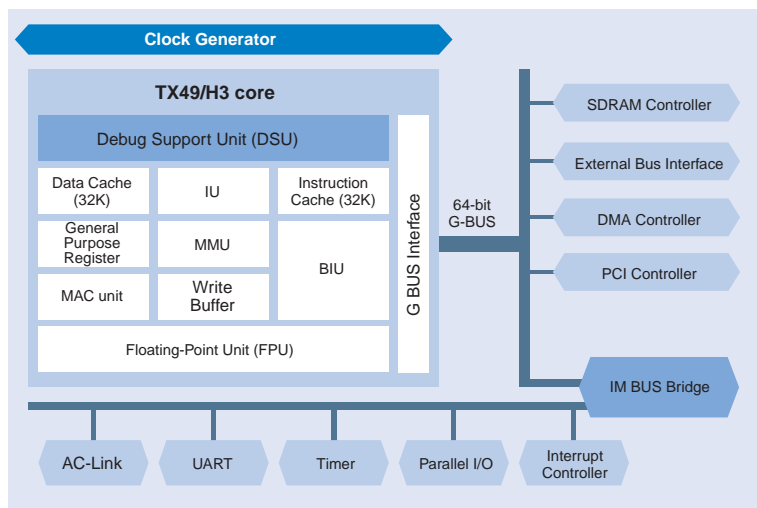 Clock Generator
TX49/H3 core
Debug Support Unit (DSU)
Data Cache
(32K)
IU
Instruction
Cache (32K)
General
Purpose
Register
MMU
BIU
MAC unit
Write
Buffer
Floating-Point Unit (FPU)
G BUS Interface
64-bit
G-BUS
SDRAM Controller
External Bus Interface
DMA Controller
PCI Controller
IM BUS Bridge
AC-Link
UART
Timer
Parallel I/O
Interrupt
Controller